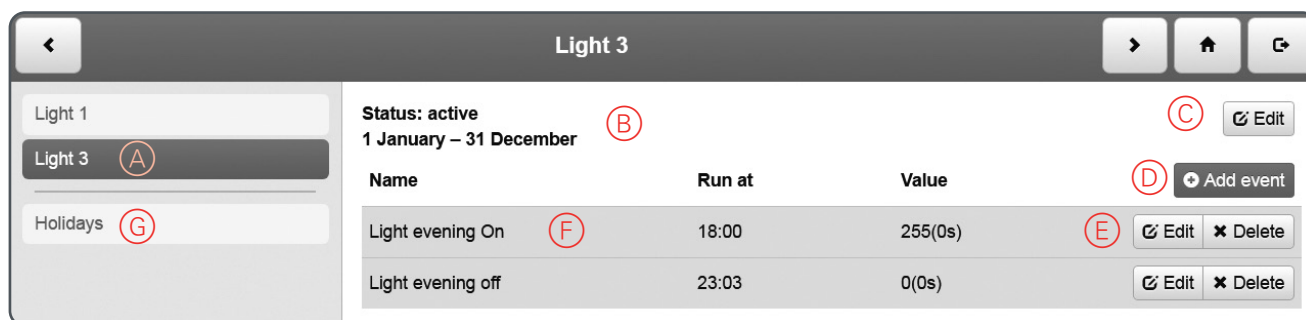 Light 3
Light 1
Light 3 A
Holidays G
Status: active
1 January – 31 December
B
C Edit
Name Run at Value D Add event
Light evening On F 18:00 255(0s) E Edit Delete
Light evening off 23:03 0(0s) Edit Delete